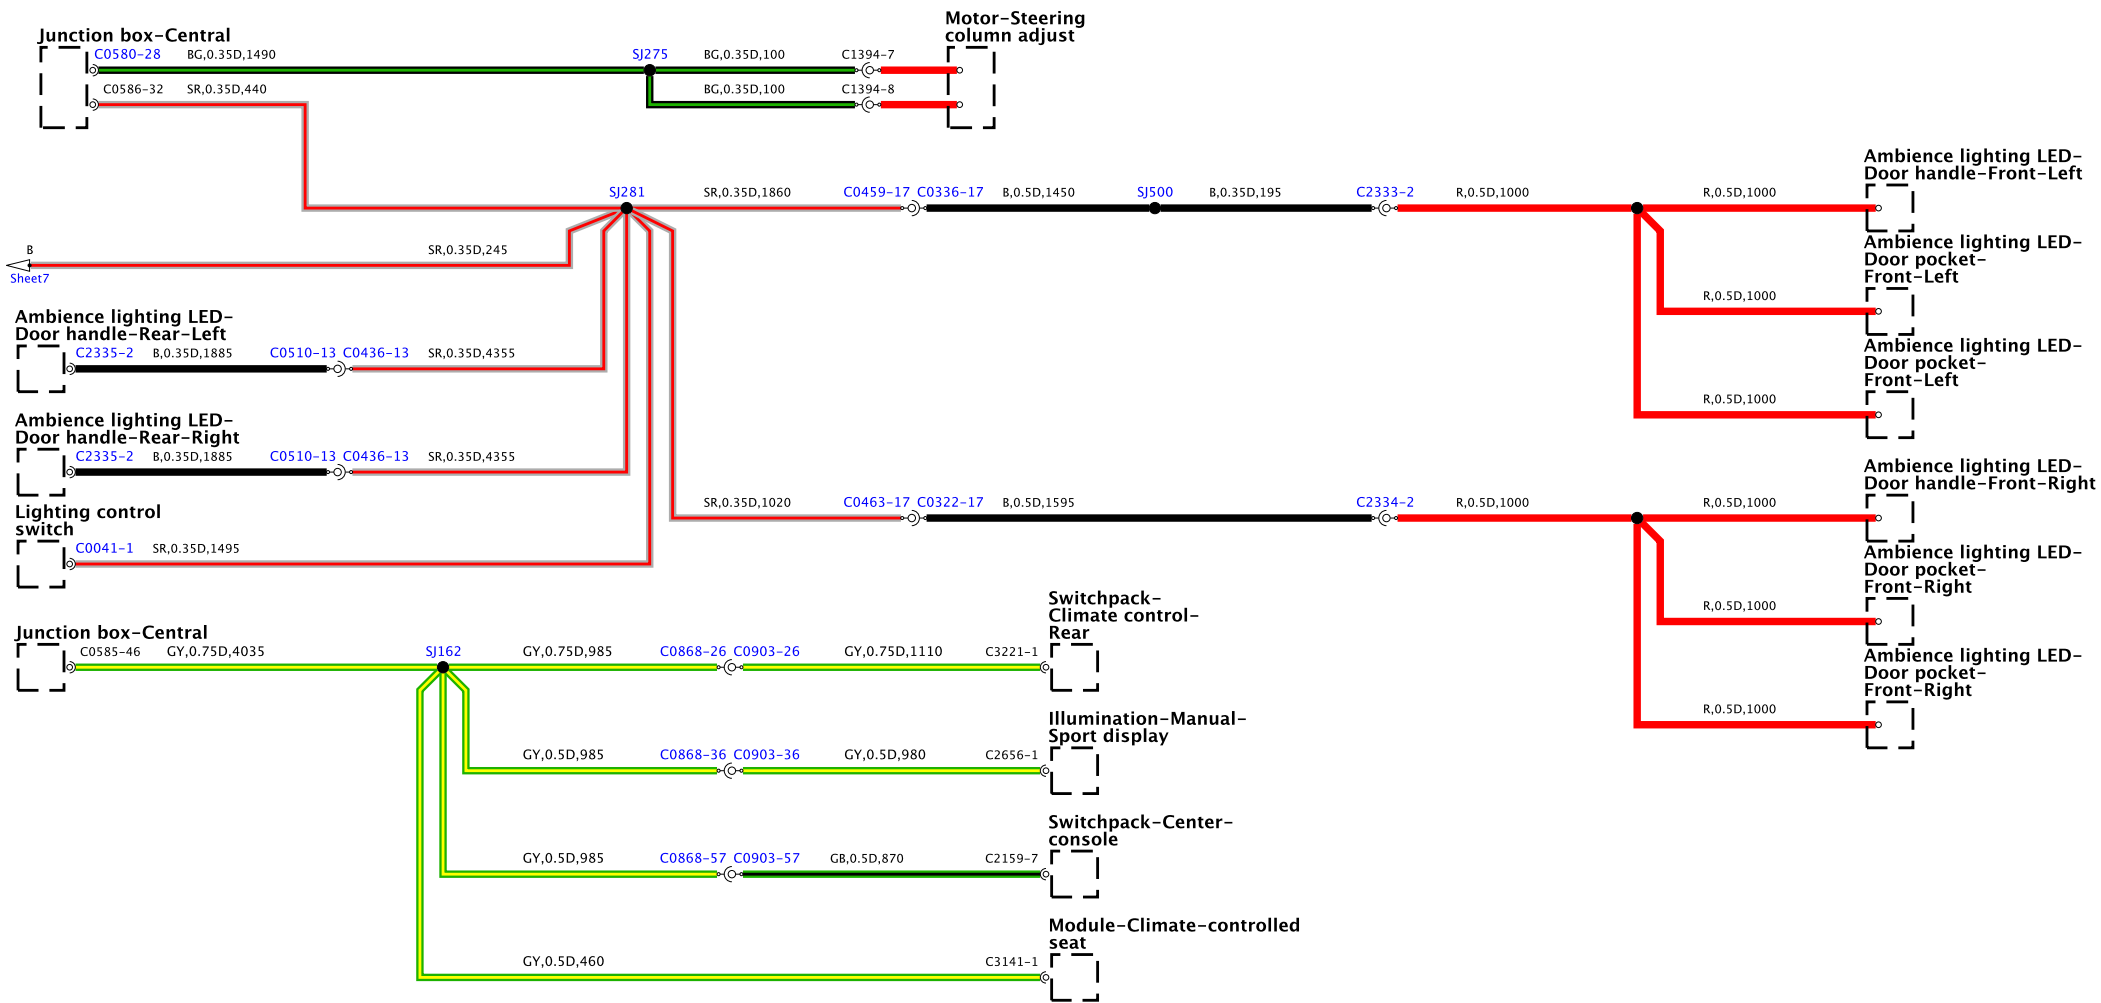 Motor-Steering
column adjust
Junction box-Central
C0580-28 BG,0.35D,1490 SJ275 BG,0.35D,100 C1394-7
C0586-32 SR,0.35D,440 BG,0.35D,100 C1394-8
Ambience lighting LED-
Door handle-Front-Left
SJ281 SR,0.35D,1860 C0459-17 C0336-17 B,0.5D,1450 SJ500 B,0.35D,195 C2333-2 R,0.5D,1000 R,0.5D,1000
B SR,0.35D,245
Sheet7
Ambience lighting LED-
Door pocket-
Front-Left
R,0.5D,1000
Ambience lighting LED-
Door handle-Rear-Left
C2335-2 B,0.35D,1885 C0510-13 C0436-13 SR,0.35D,4355
Ambience lighting LED-
Door pocket-
Front-Left
R,0.5D,1000
Ambience lighting LED-
Door handle-Rear-Right
C2335-2 B,0.35D,1885 C0510-13 C0436-13 SR,0.35D,4355
Ambience lighting LED-
Door handle-Front-Right
SR,0.35D,1020 C0463-17 C0322-17 B,0.5D,1595 C2334-2 R,0.5D,1000 R,0.5D,1000
Lighting control
switch
C0041-1 SR,0.35D,1495
Ambience lighting LED-
Door pocket-
Front-Right
R,0.5D,1000
Switchpack-
Climate control-
Rear
Junction box-Central
C0585-46 GY,0.75D,4035 SJ162 GY,0.75D,985 C0868-26 C0903-26 GY,0.75D,1110 C3221-1
Ambience lighting LED-
Door pocket-
Front-Right
R,0.5D,1000
Illumination-Manual-
Sport display
GY,0.5D,985 C0868-36 C0903-36 GY,0.5D,980 C2656-1
Switchpack-Center-
console
GY,0.5D,985 C0868-57 C0903-57 GB,0.5D,870 C2159-7
Module-Climate-controlled
seat
GY,0.5D,460 C3141-1